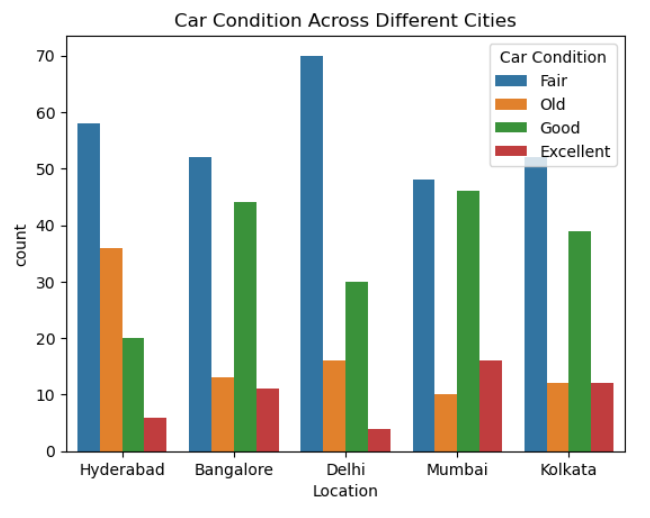 Car Condition Across Different Cities
Car Condition
Fair
Old
Good
Excellent
70
60
50
40
30
20
10
0
count
Hyderabad Bangalore Delhi Mumbai Kolkata
Location